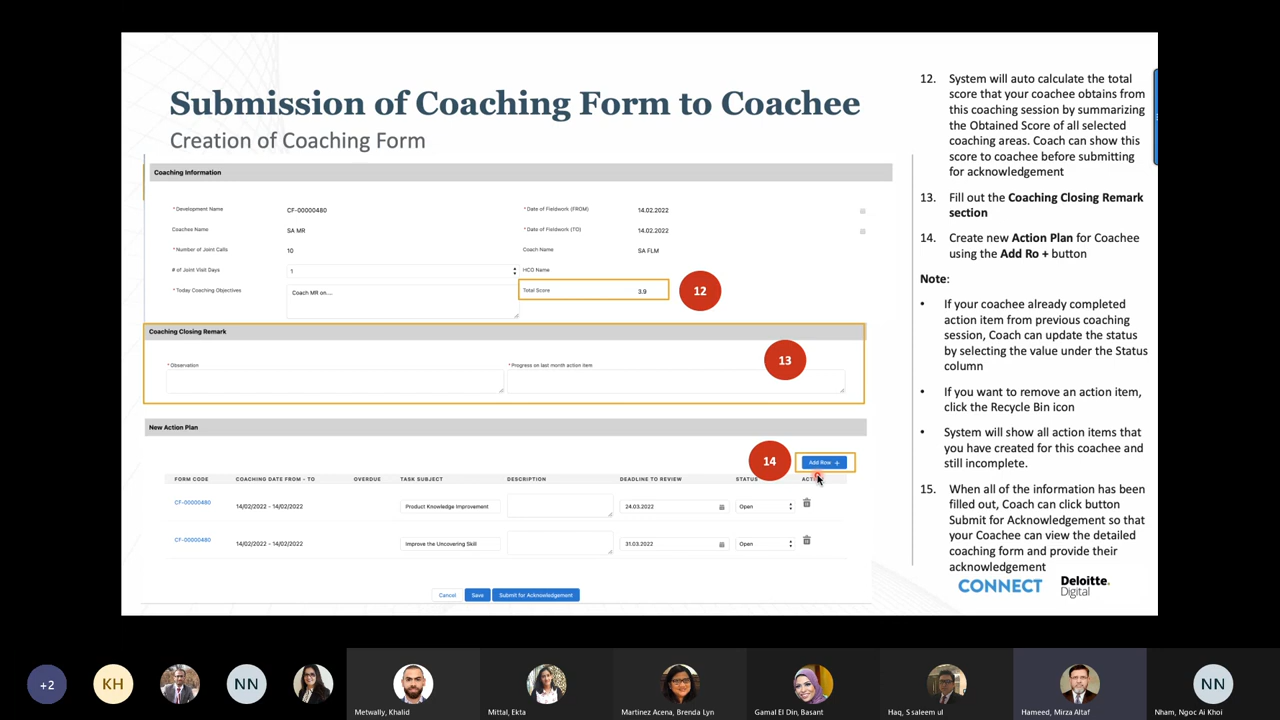 Submission of Coaching Form to Coachee
Creation of Coaching Form
Coaching Information
* Development Name
CF-00000480
* Date of Fieldwork (FROM)
14.02.2022
Coachee Name
SA MR
* Date of Fieldwork (TO)
14.02.2022
* Number of Joint Calls
10
Coach Name
SA FLM
# of Joint Visit Days
1
HCO Name
* Today Coaching Objectives
Coach MR on....
Total Score
3.9
12
Coaching Closing Remark
13
* Observation
* Progress on last month action item
New Action Plan
14
Add Row +
FORM CODE
COACHING DATE FROM - TO
OVERDUE
TASK SUBJECT
DESCRIPTION
DEADLINE TO REVIEW
STATUS
CF-00000480
14/02/2022 - 14/02/2022
Product Knowledge Improvement
24.03.2022
Open
CF-00000480
14/02/2022 - 14/02/2022
Improve the Uncovering Skill
31.03.2022
Open
Cancel
Save
Submit for Acknowledgement
12. System will auto calculate the total
score that your coachee obtains from
this coaching session by summarizing
the Obtained Score of all selected
coaching areas. Coach can show this
score to coachee before submitting
for acknowledgement
13. Fill out the Coaching Closing Remark
section
14. Create new Action Plan for Coachee
using the Add Ro + button
Note:
• If your coachee already completed
action item from previous coaching
session, Coach can update the status
by selecting the value under the Status
column
• If you want to remove an action item,
click the Recycle Bin icon
• System will show all action items that
you have created for this coachee and
still incomplete.
15. When all of the information has been
filled out, Coach can click button
Submit for Acknowledgement so that
your Coachee can view the detailed
coaching form and provide their
acknowledgement
CONNECT
Deloitte.
Digital
+2
KH
NN
Metwally, Khalid
Mittal, Ekta
Martinez Acena, Brenda Lyn
Gamal El Din, Basant
Haq, S saleem ul
Hameed, Mirza Altaf
NN
Nham, Ngoc Ai Khoi